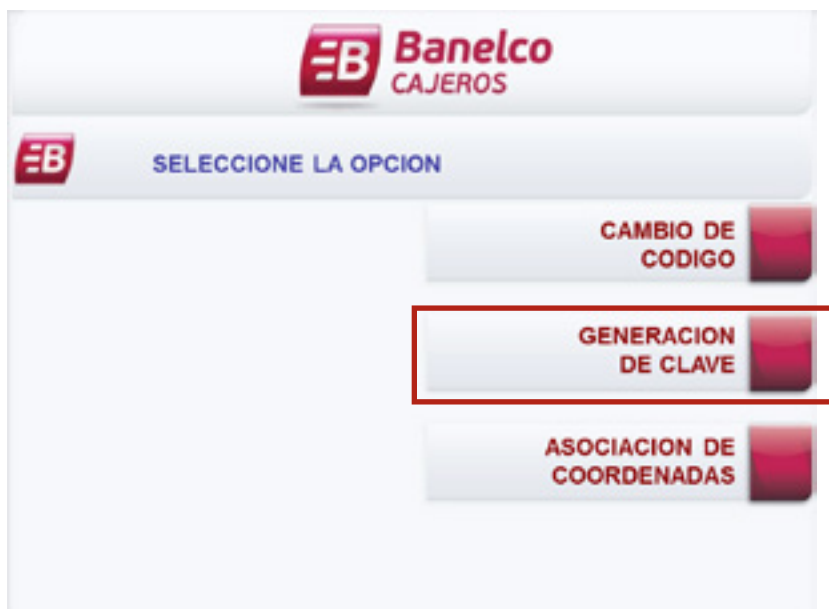 Banelco
CAJEROS
SELECCIONE LA OPCION
CAMBIO DE
CODIGO
GENERACION
DE CLAVE
ASOCIACION DE
COORDENADAS